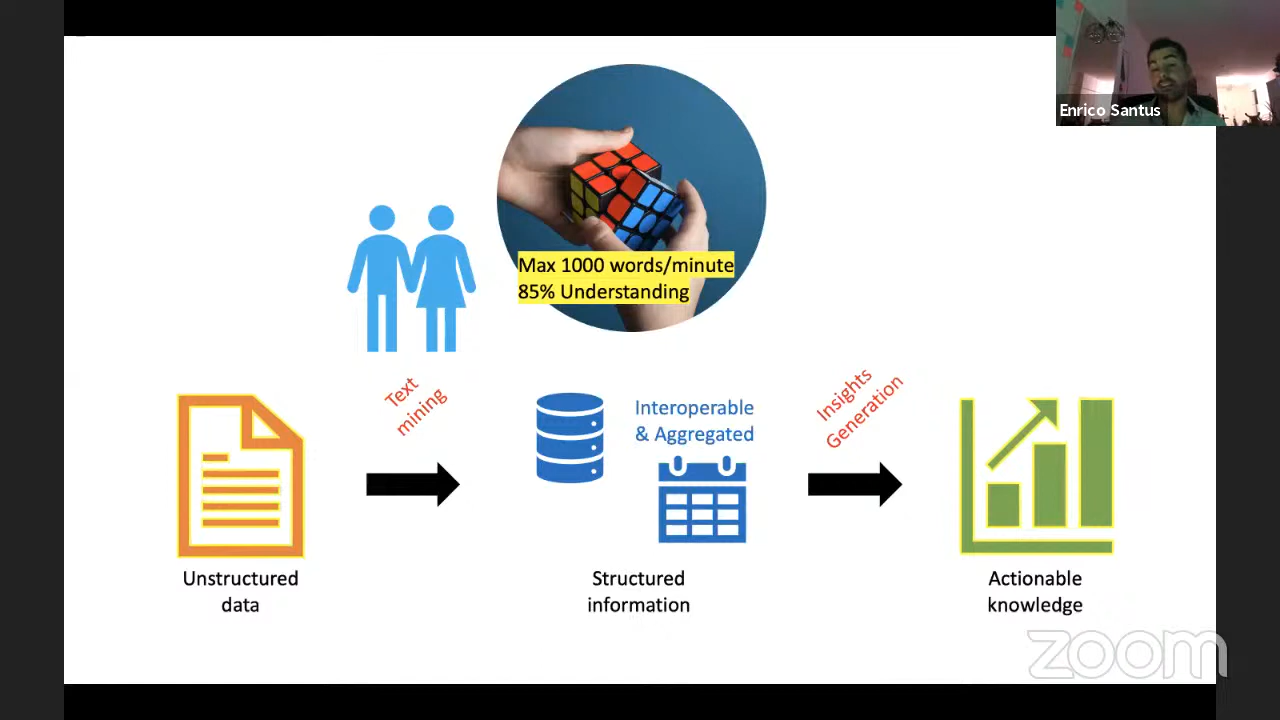 Enrico Santus
Max 1000 words/minute
85% Understanding
Text
mining
Interoperable
& Aggregated
Insights
Generation
Unstructured
data
Structured
information
Actionable
knowledge
zoom